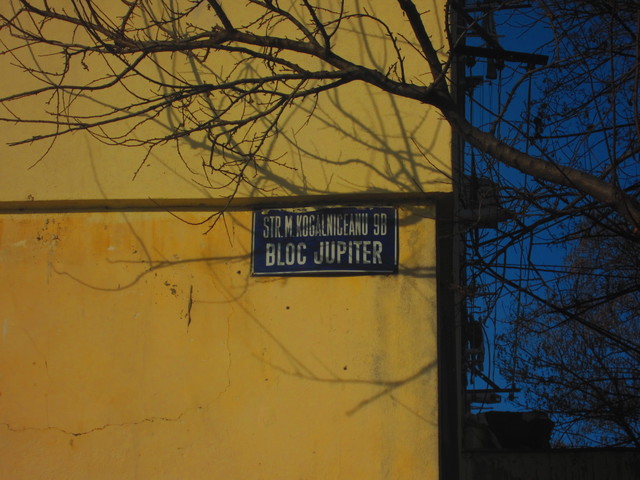 STR. M KOGALNICEANU 9D
BLOC JUPITER